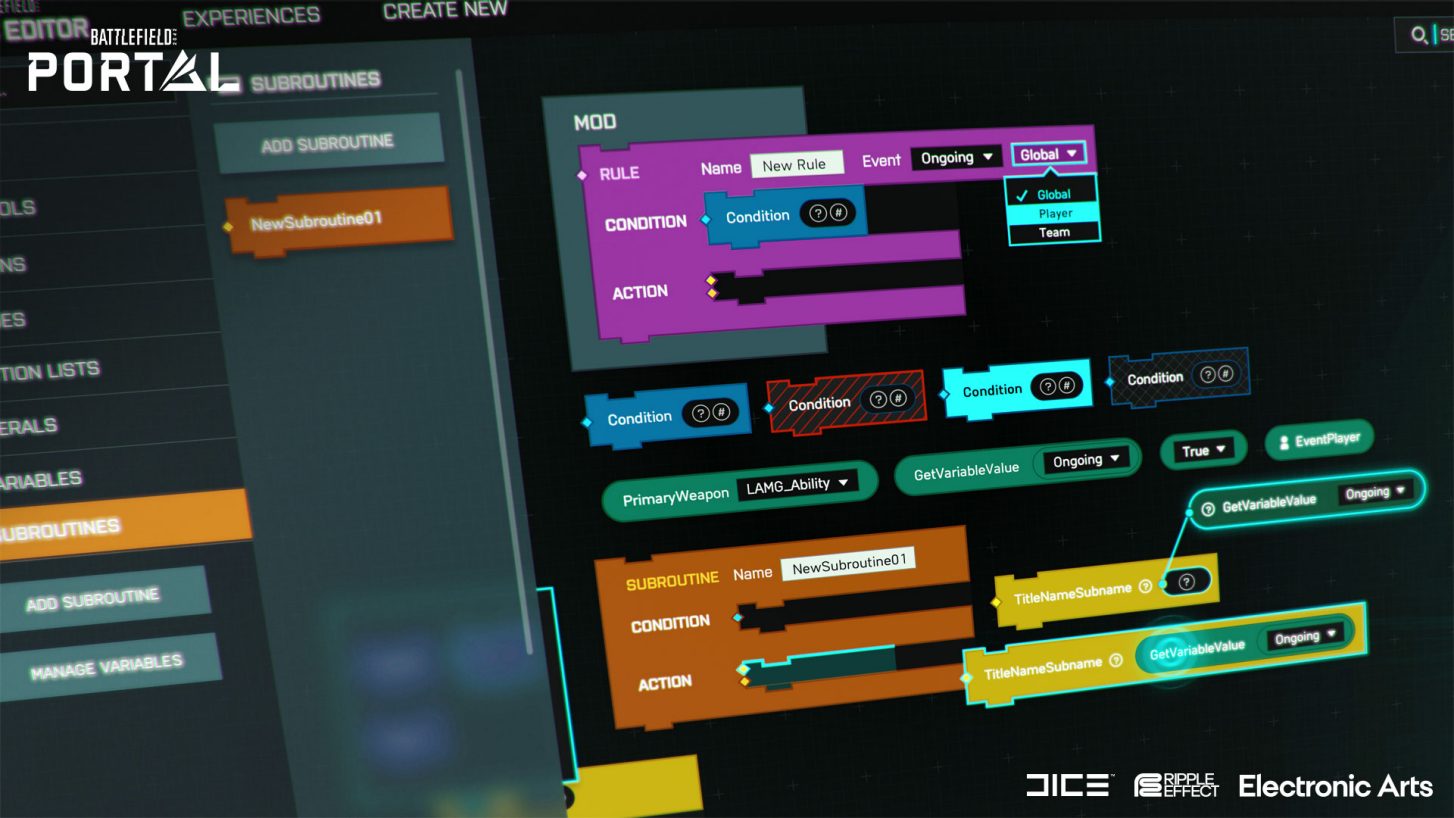 EDITOR
EXPERIENCES
CREATE NEW
BATTLEFIELD
PORTAL
SUBROUTINES
ADD SUBROUTINE
NewSubroutine01
OLS
NS
ES
TION LISTS
ERALS
ARIABLES
SUBROUTINES
ADD SUBROUTINE
MANAGE VARIABLES
SE
MOD
RULE Name New Rule Event Ongoing Global
Global
Player
Team
CONDITION Condition ? #
ACTION
Condition ? # Condition ? # Condition ? # Condition ? #
PrimaryWeapon LAMG_Ability GetVariableValue Ongoing True EventPlayer
? GetVariableValue Ongoing
SUBROUTINE Name NewSubroutine01
CONDITION
ACTION
TitleNameSubname ? ?
TitleNameSubname ? GetVariableValue Ongoing
DICE™ RIPPLE EFFECT Electronic Arts